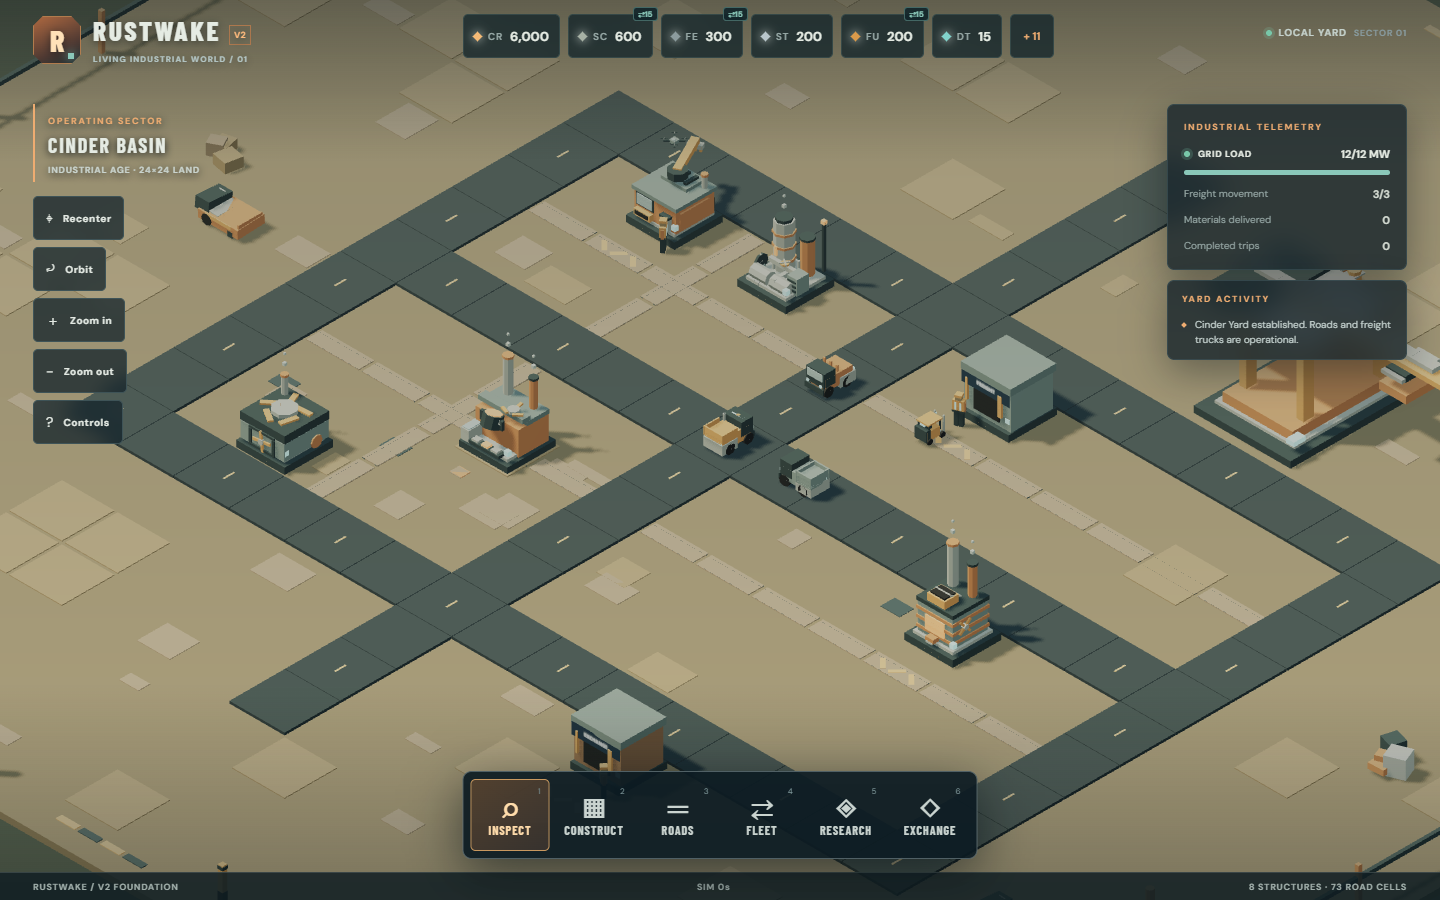 R RUSTWAKE V2
LIVING INDUSTRIAL WORLD / 01
CR 6,000
SC 600
⇄15
FE 300
⇄15
ST 200
FU 200
⇄15
DT 15
+ 11
LOCAL YARD SECTOR 01
OPERATING SECTOR
CINDER BASIN
INDUSTRIAL AGE · 24×24 LAND
Recenter
Orbit
+ Zoom in
− Zoom out
? Controls
INDUSTRIAL TELEMETRY
GRID LOAD 12/12 MW
Freight movement 3/3
Materials delivered 0
Completed trips 0
YARD ACTIVITY
Cinder Yard established. Roads and freight
trucks are operational.
1 INSPECT
2 CONSTRUCT
3 ROADS
4 FLEET
5 RESEARCH
6 EXCHANGE
RUSTWAKE / V2 FOUNDATION
SIM 0s
8 STRUCTURES · 73 ROAD CELLS